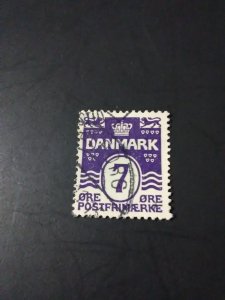 DANMARK
7
ØRE ØRE
POSTFRIMÆRKE